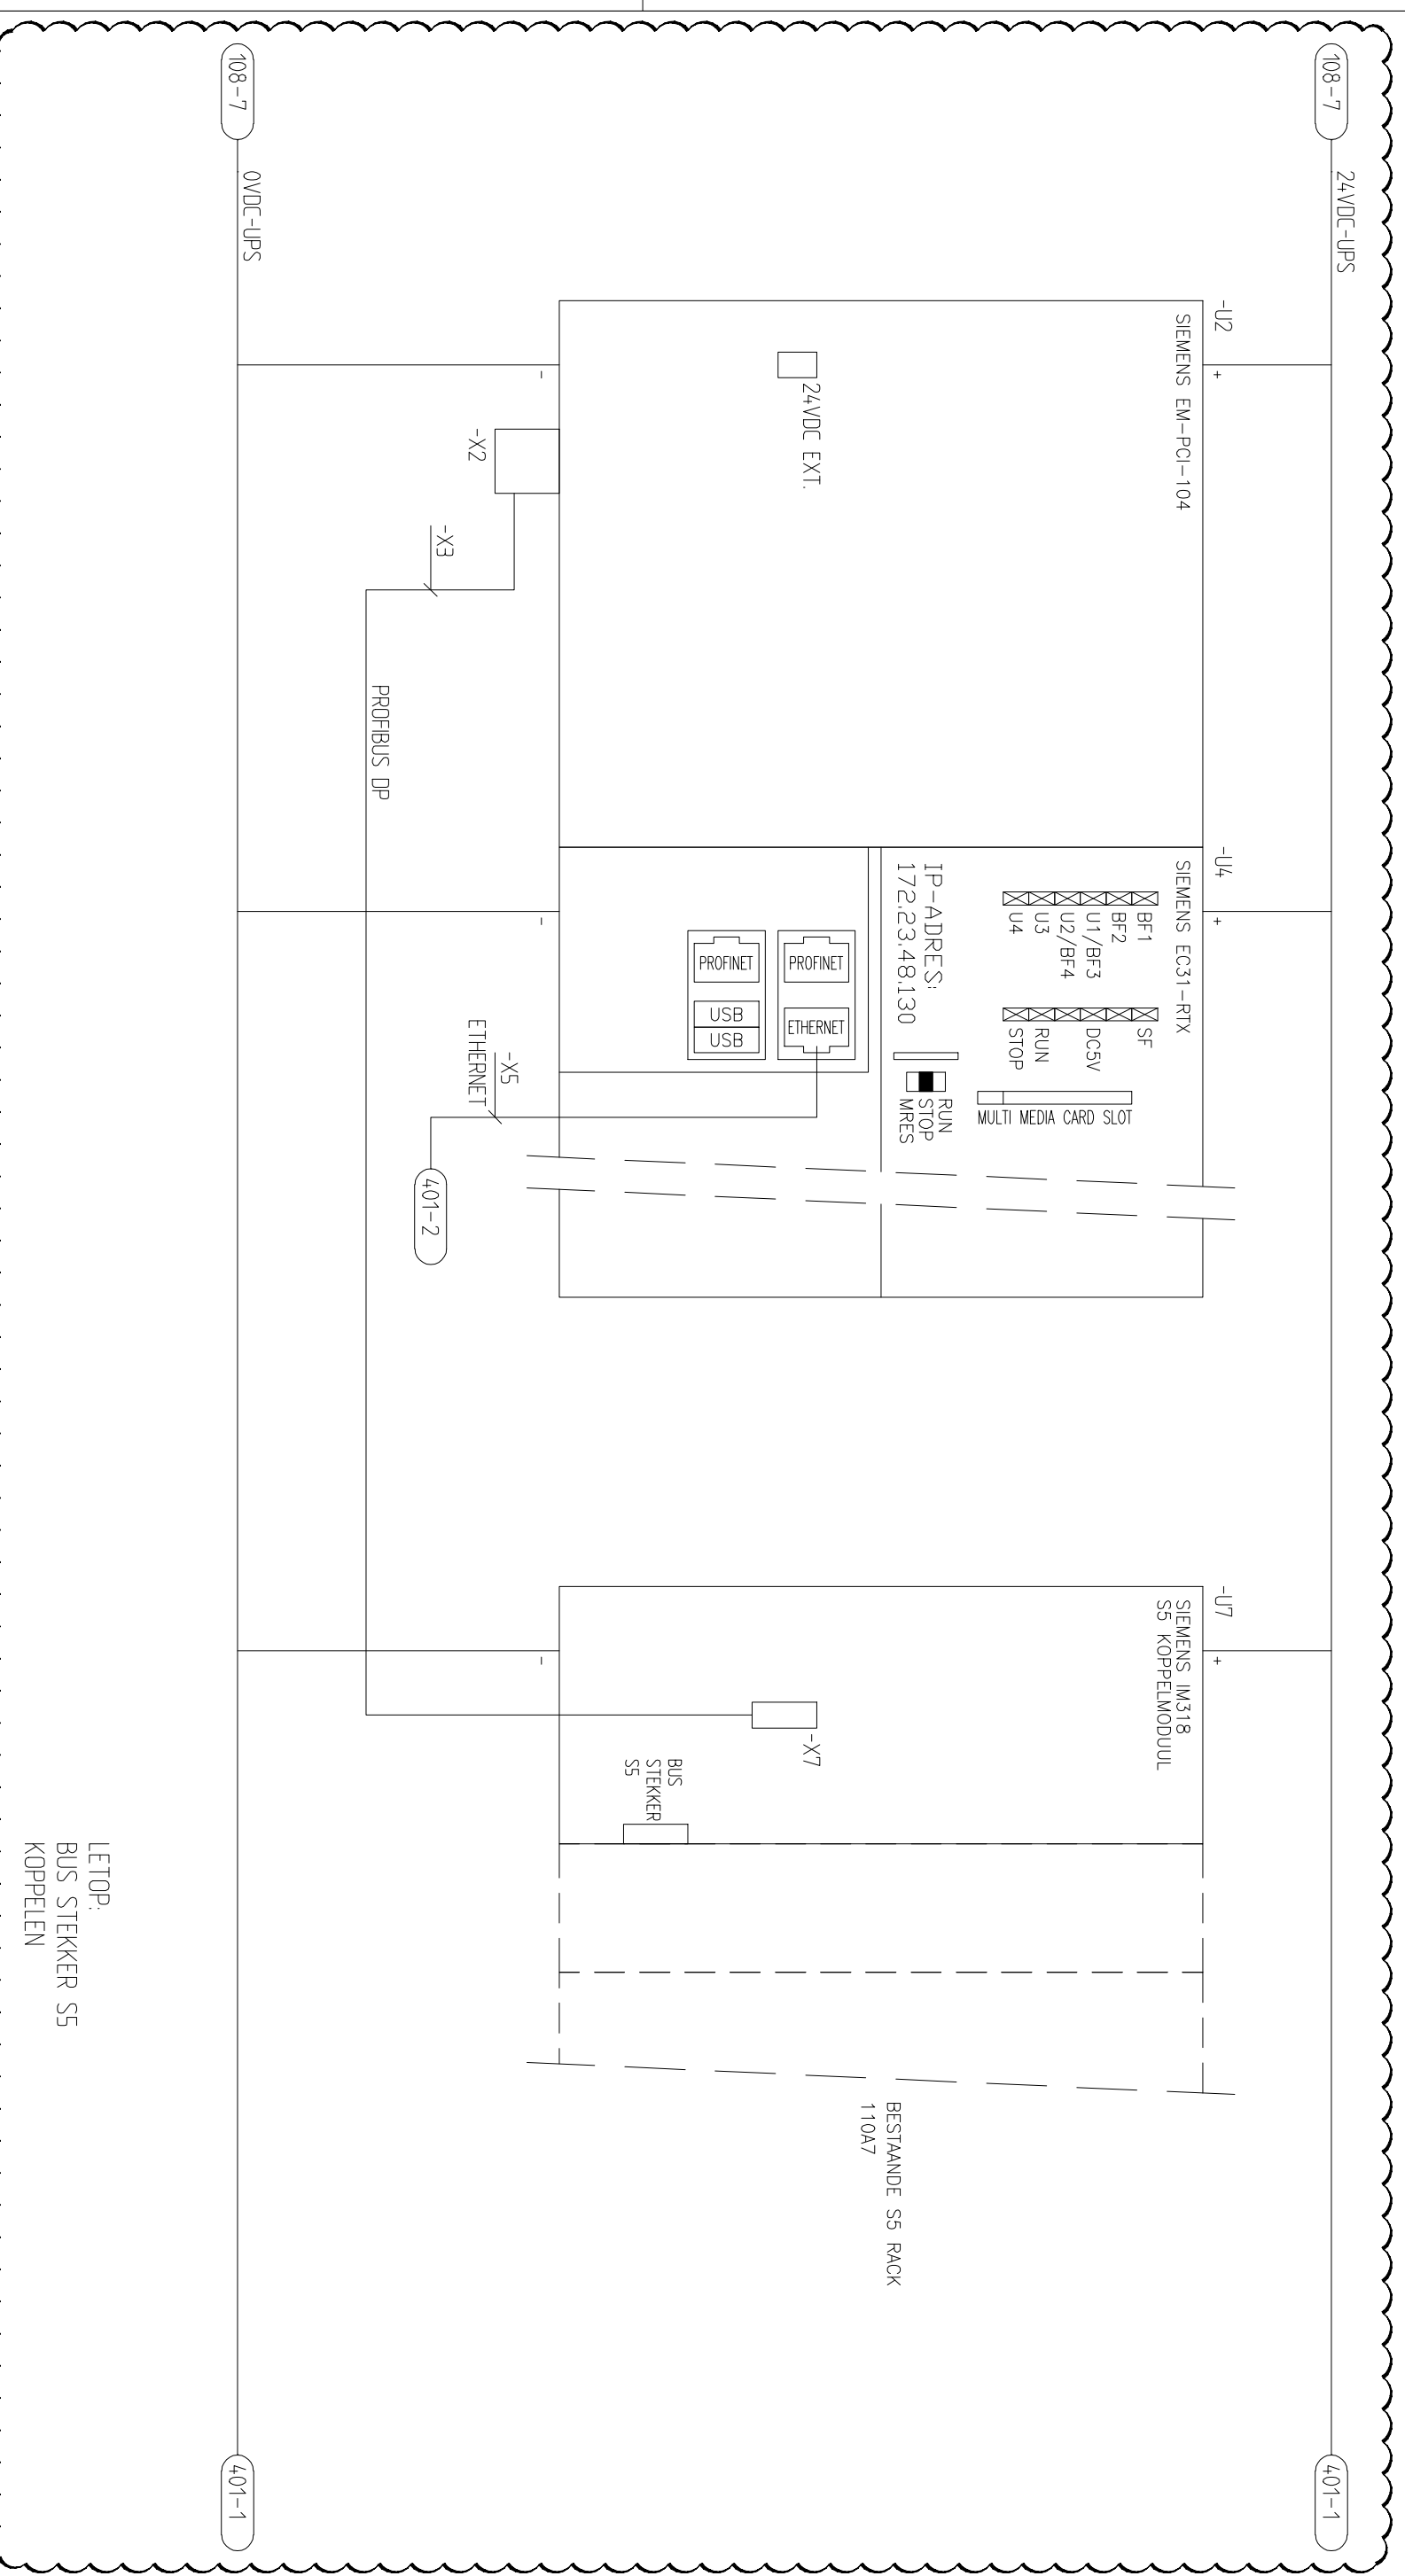 108-7
24VDC-UPS
401-1
-U2
+
SIEMENS EM-PCI-104
24VDC EXT.
-
-X2
-X3
PROFIBUS DP
-U4
+
SIEMENS EC31-RTX
BF1
BF2
U1/BF3
U2/BF4
U3
U4
SF
DC5V
RUN
STOP
MULTI MEDIA CARD SLOT
RUN
STOP
MRES
IP-ADRES:
172.23.48.130
PROFINET
ETHERNET
PROFINET
USB
USB
-
-X5
ETHERNET
401-2
-U7
+
SIEMENS IM318
S5 KOPPELMODUUL
-X7
BUS
STEKKER
S5
-
BESTAANDE S5 RACK
110A7
108-7
0VDC-UPS
401-1
LETOP:
BUS STEKKER S5
KOPPELEN